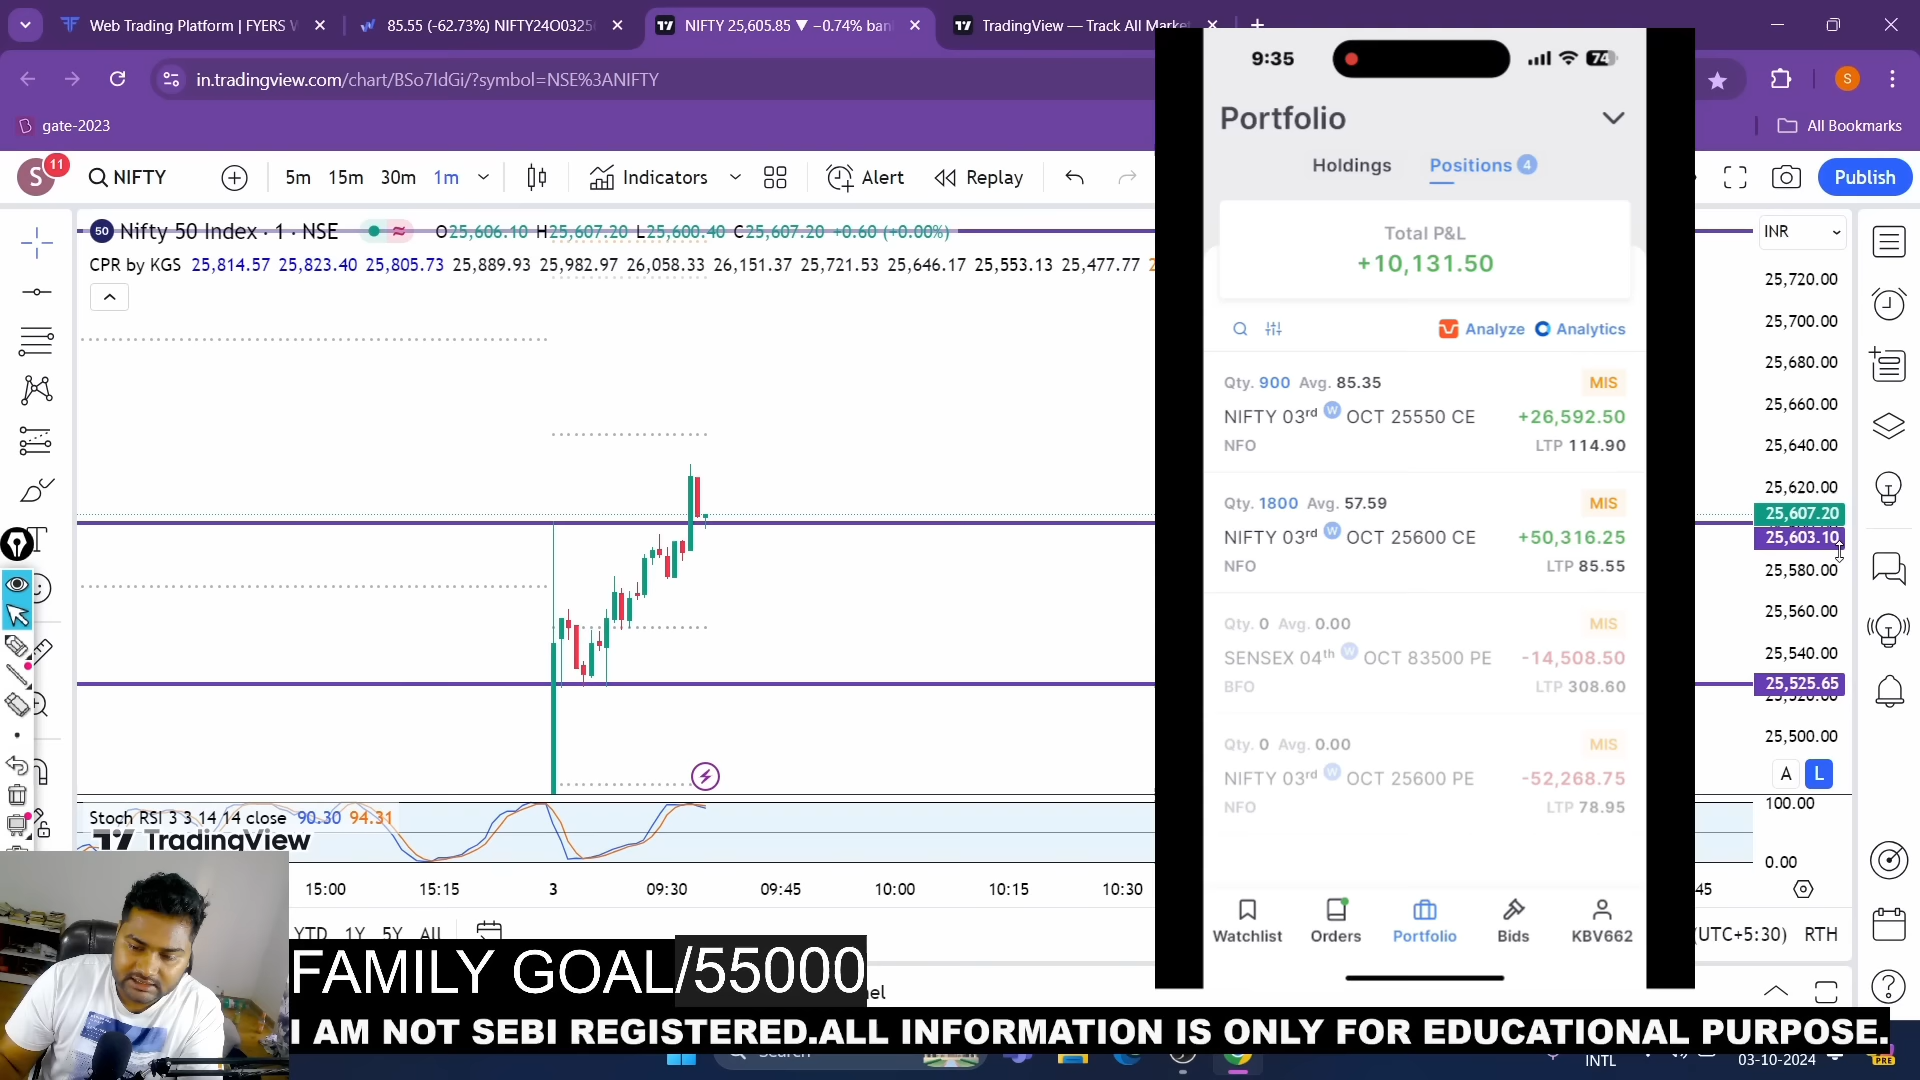 Web Trading Platform | FYERS
85.55 (-62.73%) NIFTY24O0325
NIFTY 25,605.85 ▼ −0.74% ban
TradingView — Track All Marke
in.tradingview.com/chart/BSo7IdGi/?symbol=NSE%3ANIFTY
S
gate-2023
All Bookmarks
S
11
NIFTY
5m
15m
30m
1m
Indicators
Alert
Replay
Publish
50
Nifty 50 Index · 1 · NSE
O25,606.10 H25,607.20 L25,600.40 C25,607.20 +0.60 (+0.00%)
INR
CPR by KGS 25,814.57 25,823.40 25,805.73 25,889.93 25,982.97 26,058.33 26,151.37 25,721.53 25,646.17 25,553.13 25,477.77
25,720.00
25,700.00
25,680.00
25,660.00
25,640.00
25,620.00
25,607.20
25,603.10
25,580.00
25,560.00
25,540.00
25,525.65
25,500.00
A
L
100.00
0.00
Stoch RSI 3 3 14 14 close 90.30 94.31
TradingView
15:00
15:15
3
09:30
09:45
10:00
10:15
10:30
45
YTD
1Y
5Y
All
(UTC+5:30)
RTH
9:35
74
Portfolio
Holdings
Positions 4
Total P&L
+10,131.50
Analyze
Analytics
Qty. 900 Avg. 85.35
MIS
NIFTY 03rd W OCT 25550 CE
+26,592.50
NFO
LTP 114.90
Qty. 1800 Avg. 57.59
MIS
NIFTY 03rd W OCT 25600 CE
+50,316.25
NFO
LTP 85.55
Qty. 0 Avg. 0.00
MIS
SENSEX 04th W OCT 83500 PE
-14,508.50
BFO
LTP 308.60
Qty. 0 Avg. 0.00
MIS
NIFTY 03rd W OCT 25600 PE
-52,268.75
NFO
LTP 78.95
Watchlist
Orders
Portfolio
Bids
KBV662
FAMILY GOAL/55000
I AM NOT SEBI REGISTERED.ALL INFORMATION IS ONLY FOR EDUCATIONAL PURPOSE.
Search
INTL
03-10-2024
PRE